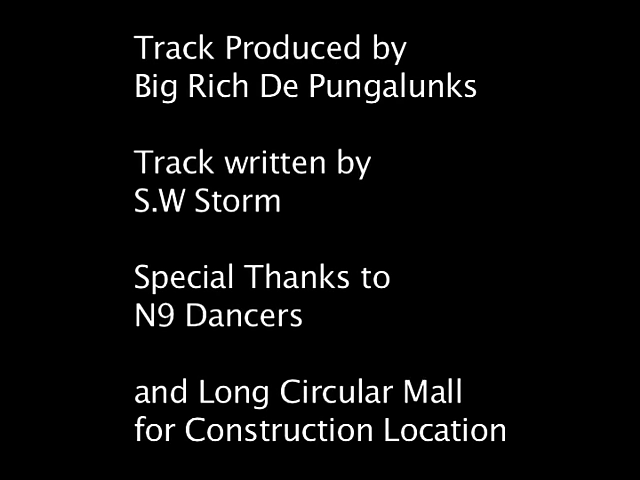 Track Produced by
Big Rich De Pungalunks
Track written by
S.W Storm
Special Thanks to
N9 Dancers
and Long Circular Mall
for Construction Location